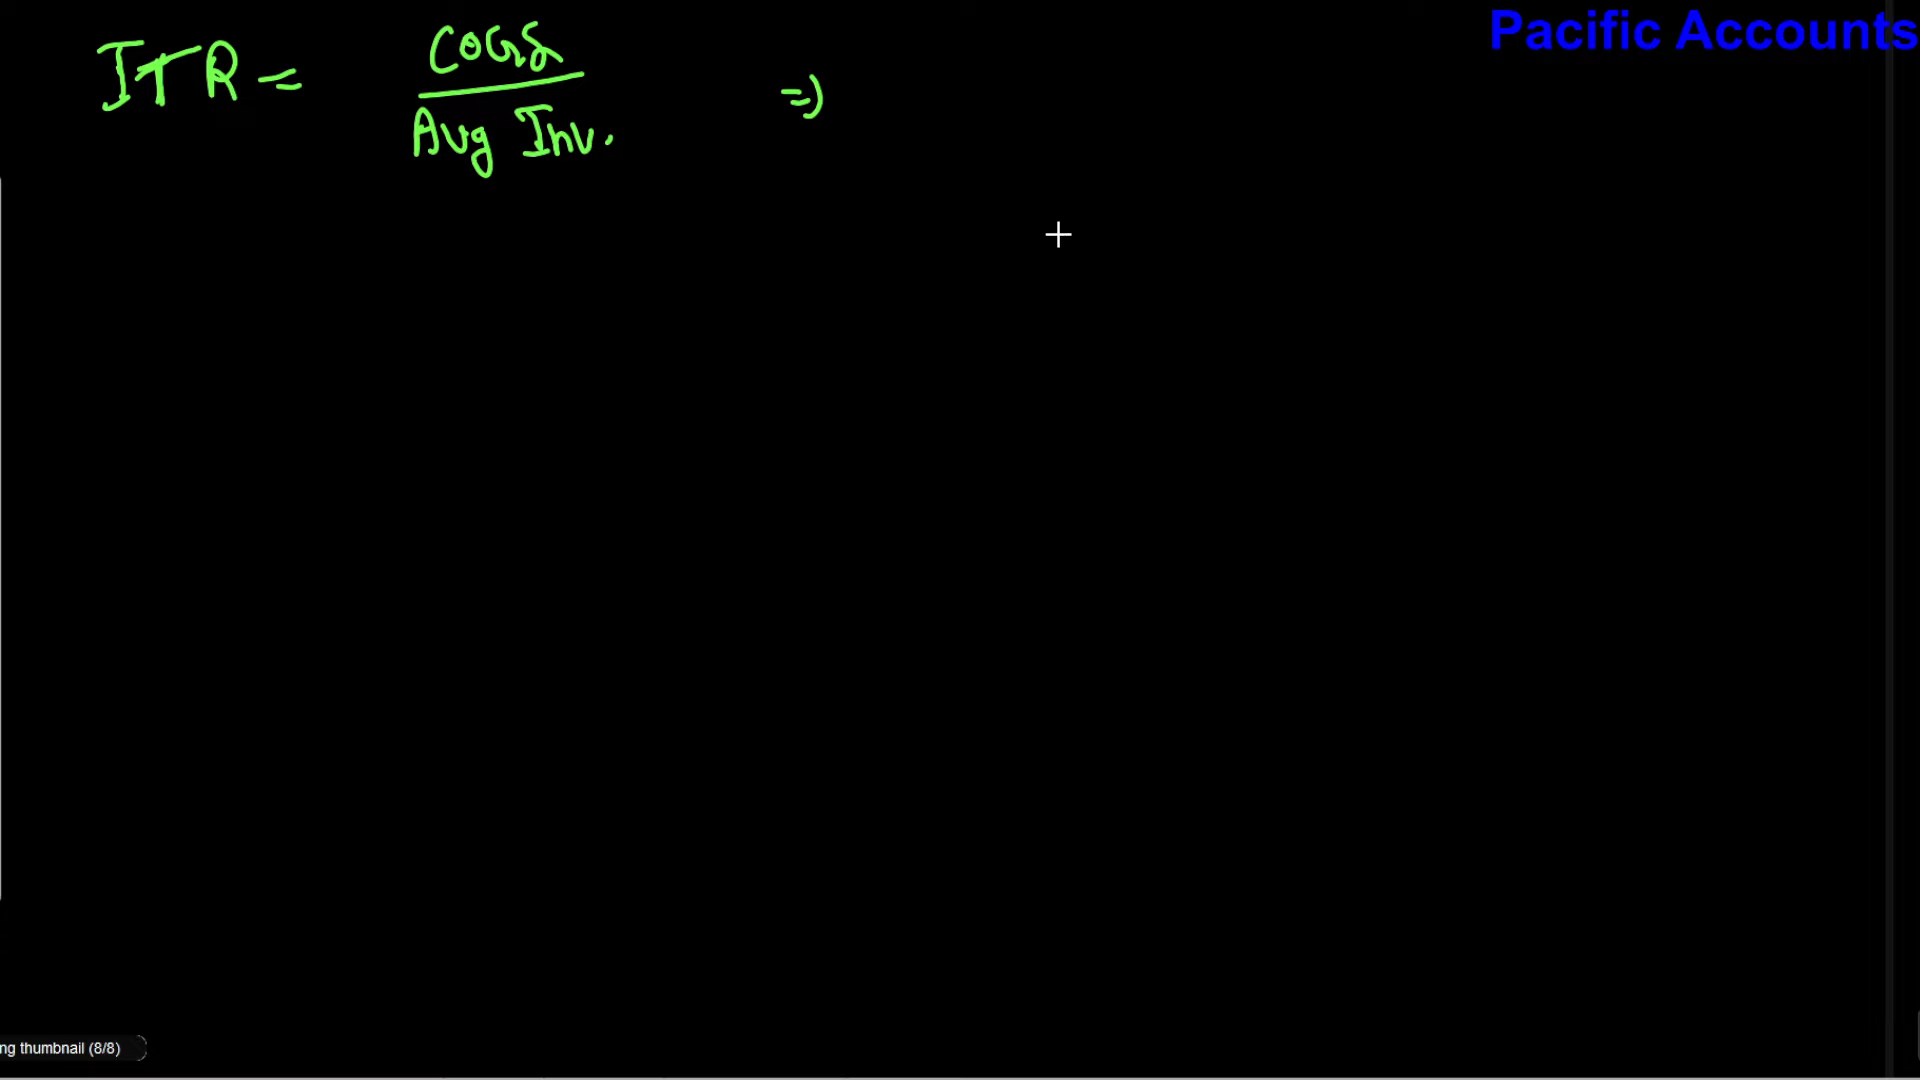 Pacific Accounts
ITR = COGS / Avg Inv. =)
ng thumbnail (8/8)